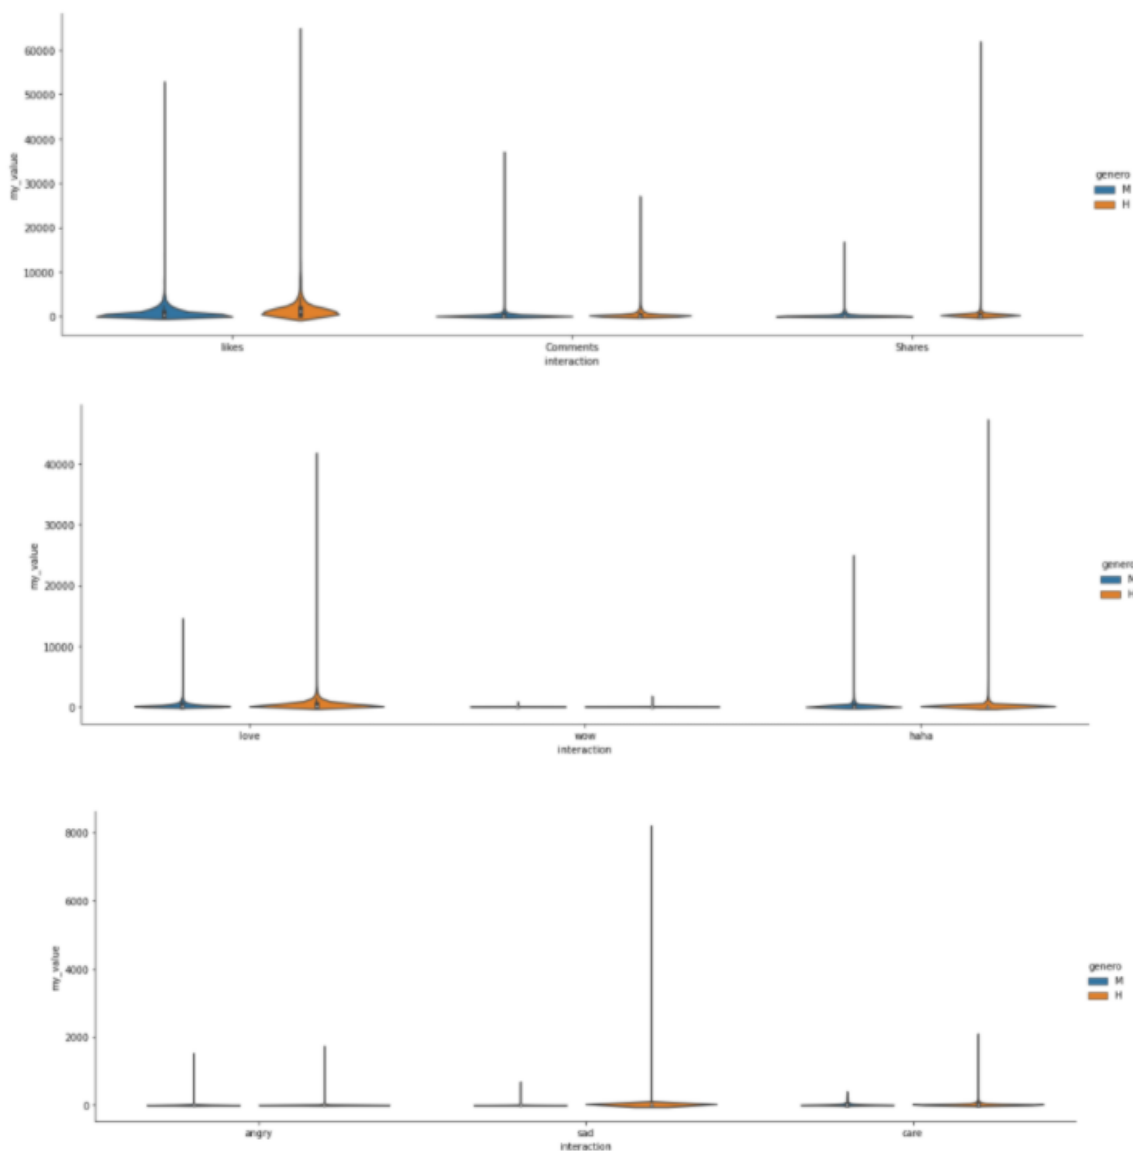 60000
50000
40000
30000
20000
10000
0
my_value
likes Comments Shares
interaction
genero
M
H
40000
30000
20000
10000
0
my_value
love wow haha
interaction
genero
M
H
8000
6000
4000
2000
0
my_value
angry sad care
interaction
genero
M
H